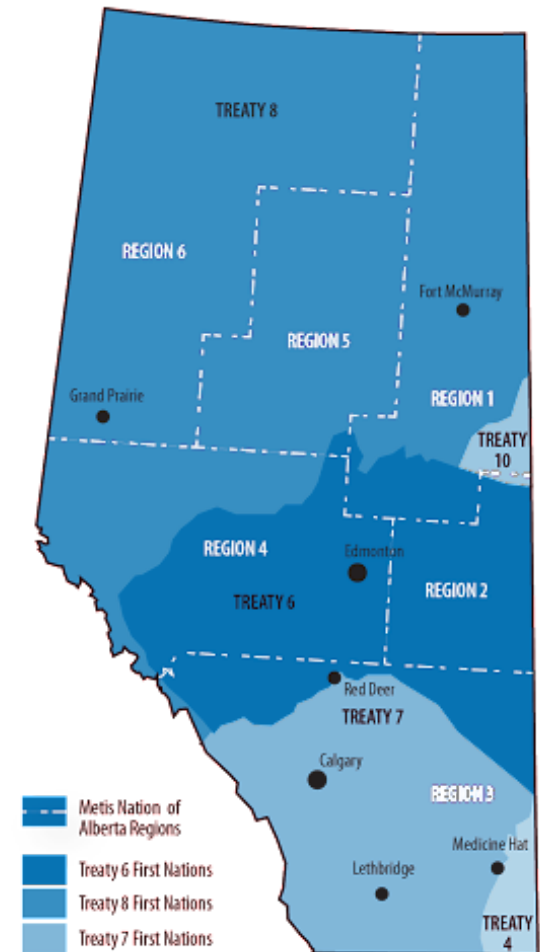 TREATY 8
REGION 6
Fort McMurray
REGION 5
Grand Prairie
REGION 1
TREATY
10
REGION 4
Edmonton
REGION 2
TREATY 6
Red Deer
TREATY 7
Calgary
REGION 3
Metis Nation of
Alberta Regions
Medicine Hat
Treaty 6 First Nations
Lethbridge
Treaty 8 First Nations
TREATY
4
Treaty 7 First Nations